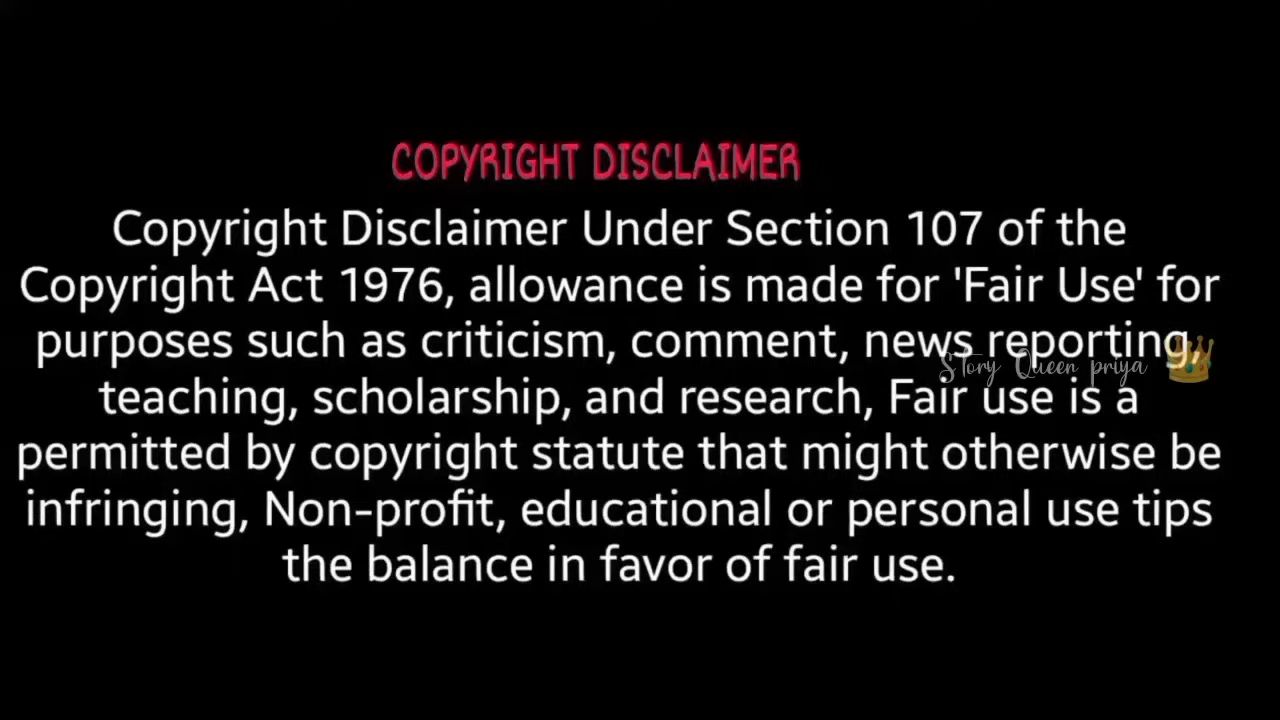 COPYRIGHT DISCLAIMER
Copyright Disclaimer Under Section 107 of the
Copyright Act 1976, allowance is made for 'Fair Use' for
purposes such as criticism, comment, news reporting,
Story Queen priya
teaching, scholarship, and research, Fair use is a
permitted by copyright statute that might otherwise be
infringing, Non-profit, educational or personal use tips
the balance in favor of fair use.